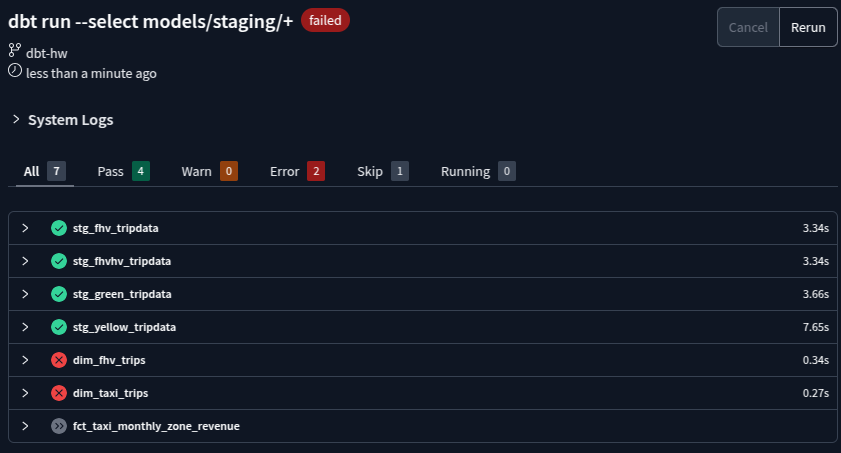 dbt run --select models/staging/+ failed Cancel Rerun
dbt-hw
less than a minute ago
System Logs
All 7 Pass 4 Warn 0 Error 2 Skip 1 Running 0
stg_fhv_tripdata 3.34s
stg_fhvhv_tripdata 3.34s
stg_green_tripdata 3.66s
stg_yellow_tripdata 7.65s
dim_fhv_trips 0.34s
dim_taxi_trips 0.27s
fct_taxi_monthly_zone_revenue